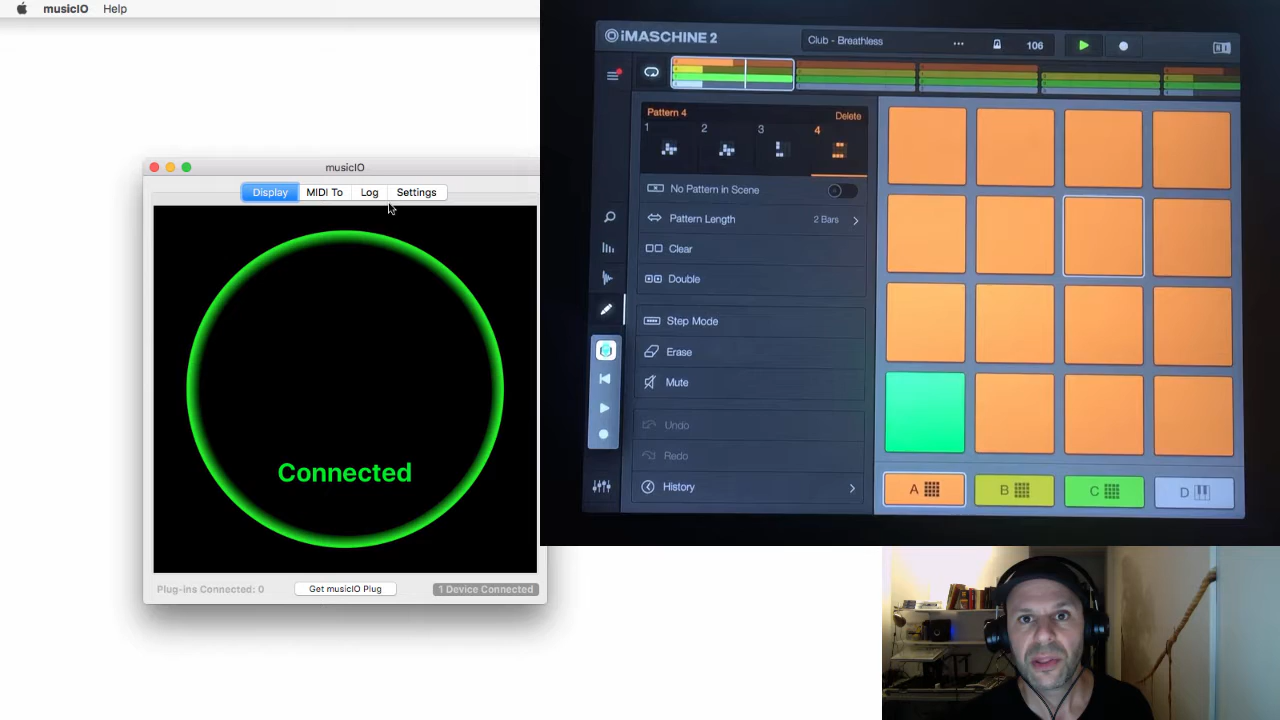 musicIO Help
musicIO
Display MIDI To Log Settings
Connected
Plug-ins Connected: 0 Get musicIO Plug 1 Device Connected
iMASCHINE 2
Club - Breathless ••• 106
Pattern 4 Delete
1 2 3 4
No Pattern in Scene
Pattern Length 2 Bars
Clear
Double
Step Mode
Erase
Mute
Undo
Redo
History
A B C D